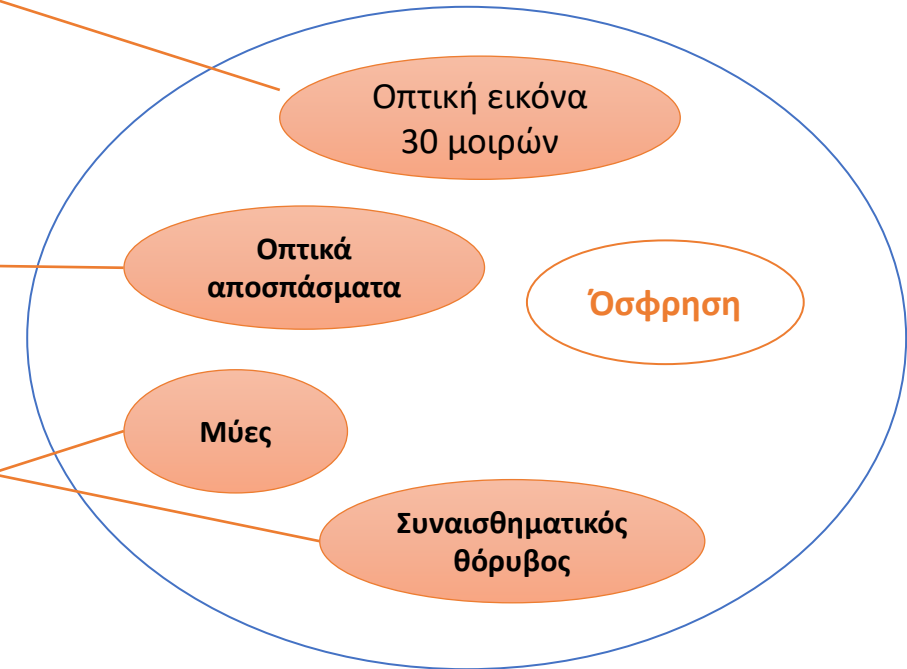 Οπτική εικόνα
30 μοιρών
Οπτικά
αποσπάσματα
Όσφρηση
Μύες
Συναισθηματικός
θόρυβος